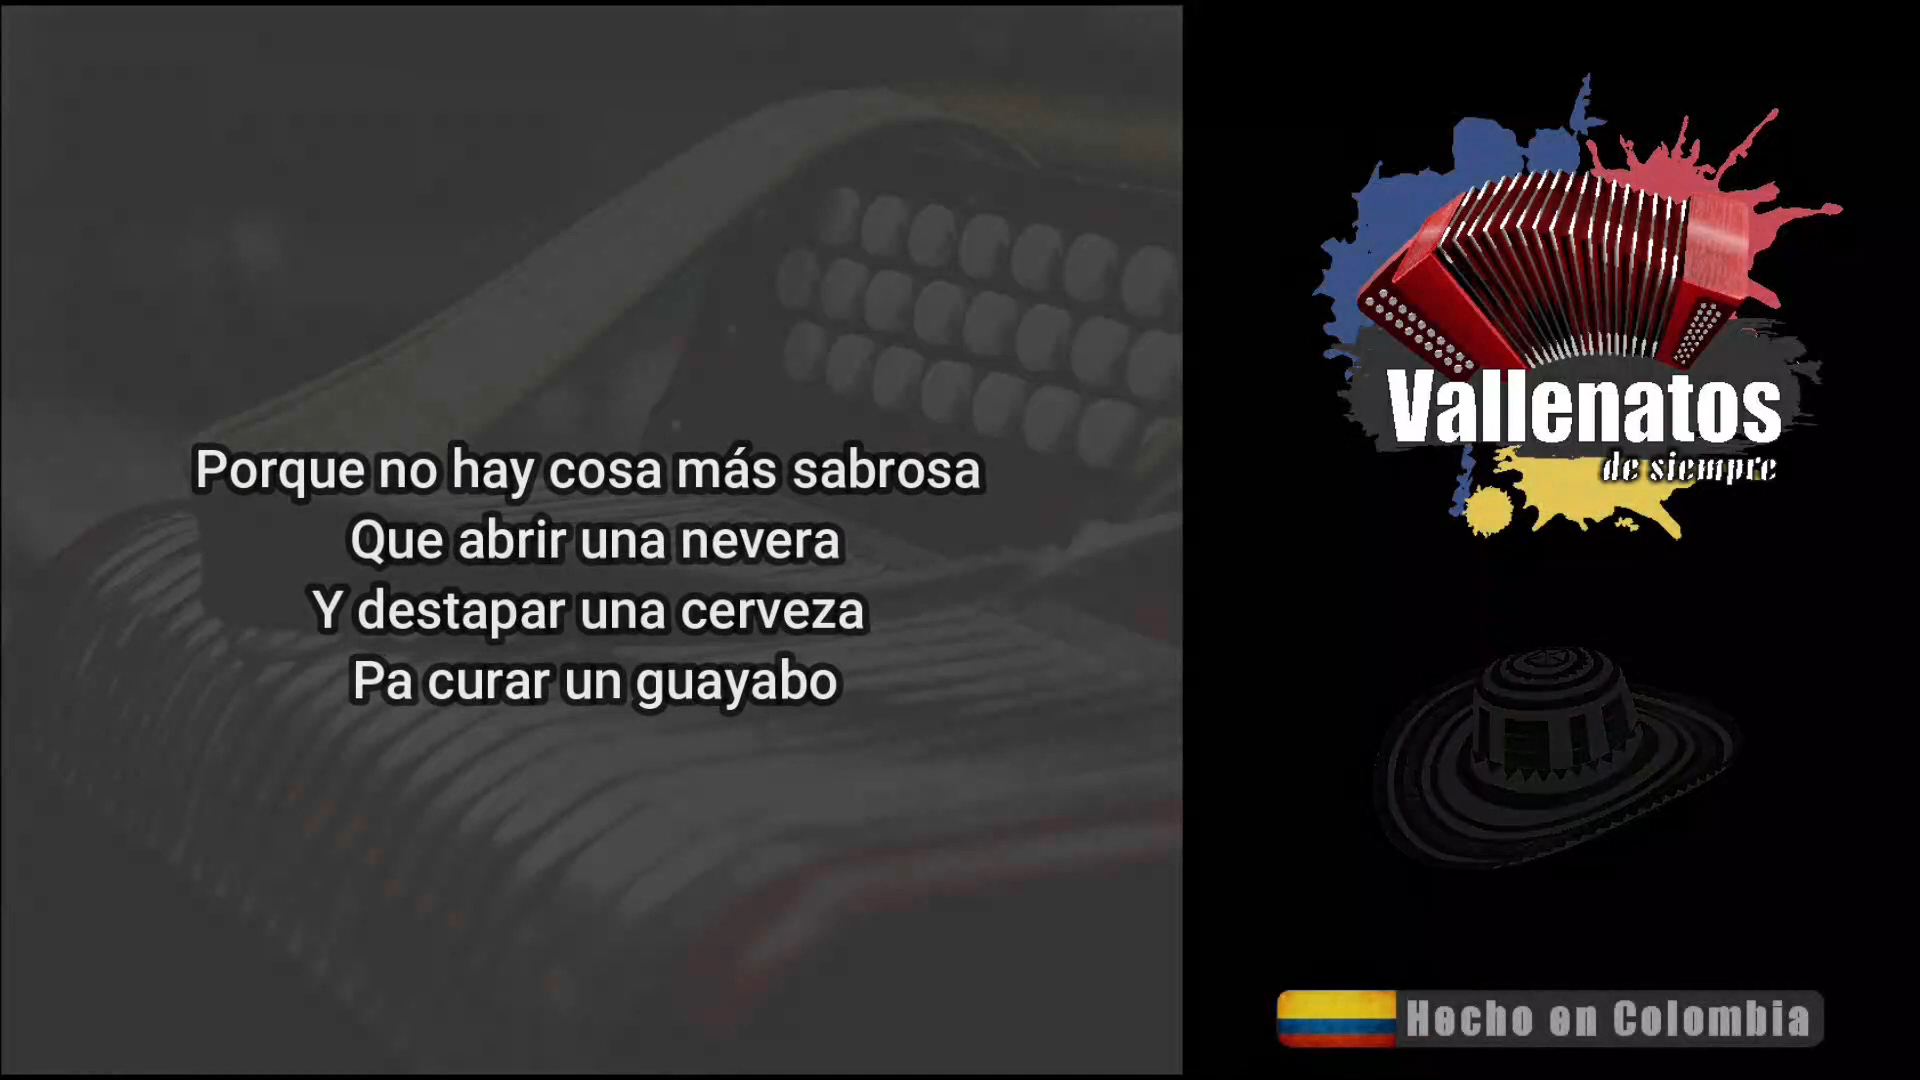 Porque no hay cosa más sabrosa
Que abrir una nevera
Y destapar una cerveza
Pa curar un guayabo
Vallenatos
de siempre
Hecho en Colombia